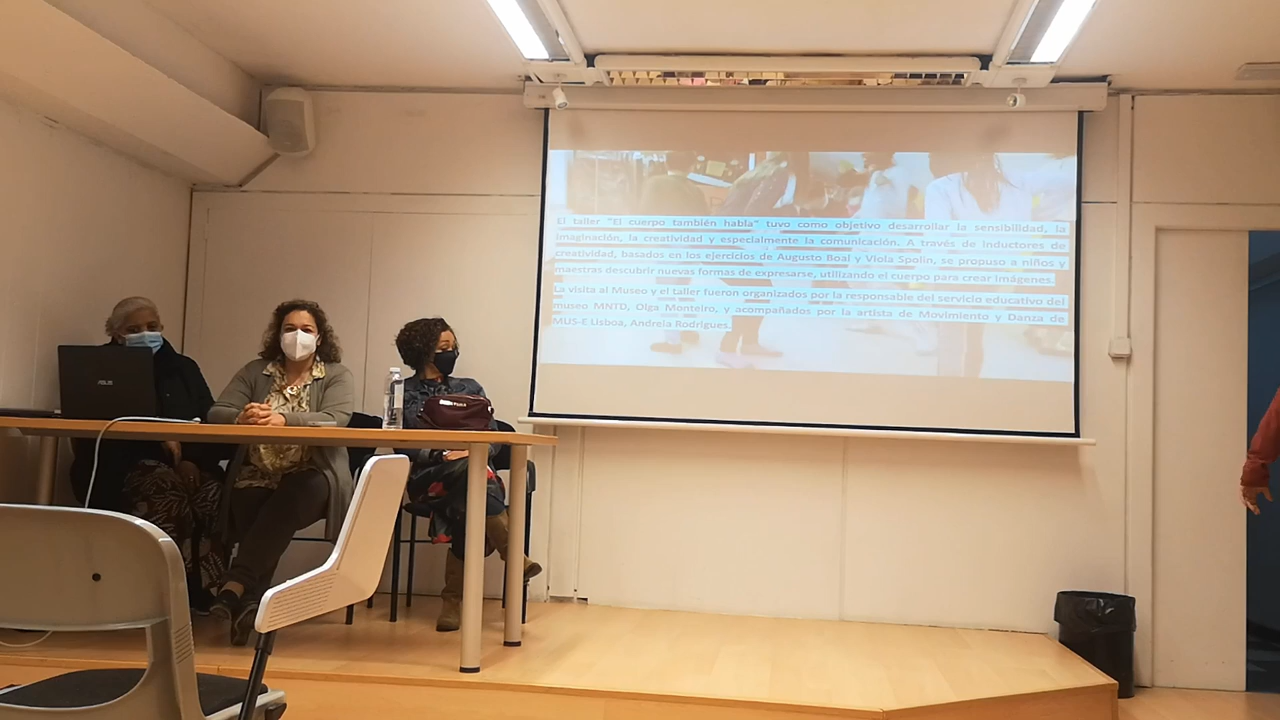 El taller "El cuerpo también habla" tuvo como objetivo desarrollar la sensibilidad, la
imaginación, la creatividad y especialmente la comunicación. A través de inductores de
creatividad, basados en los ejercicios de Augusto Boal y Viola Spolin, se propuso a niños y
maestras descubrir nuevas formas de expresarse, utilizando el cuerpo para crear imágenes.
La visita al Museo y el taller fueron organizados por la responsable del servicio educativo del
museo MNTD, Olga Monteiro, y acompañados por la artista de Movimiento y Danza de
MUS-E Lisboa, Andreia Rodrigues.
ASUS